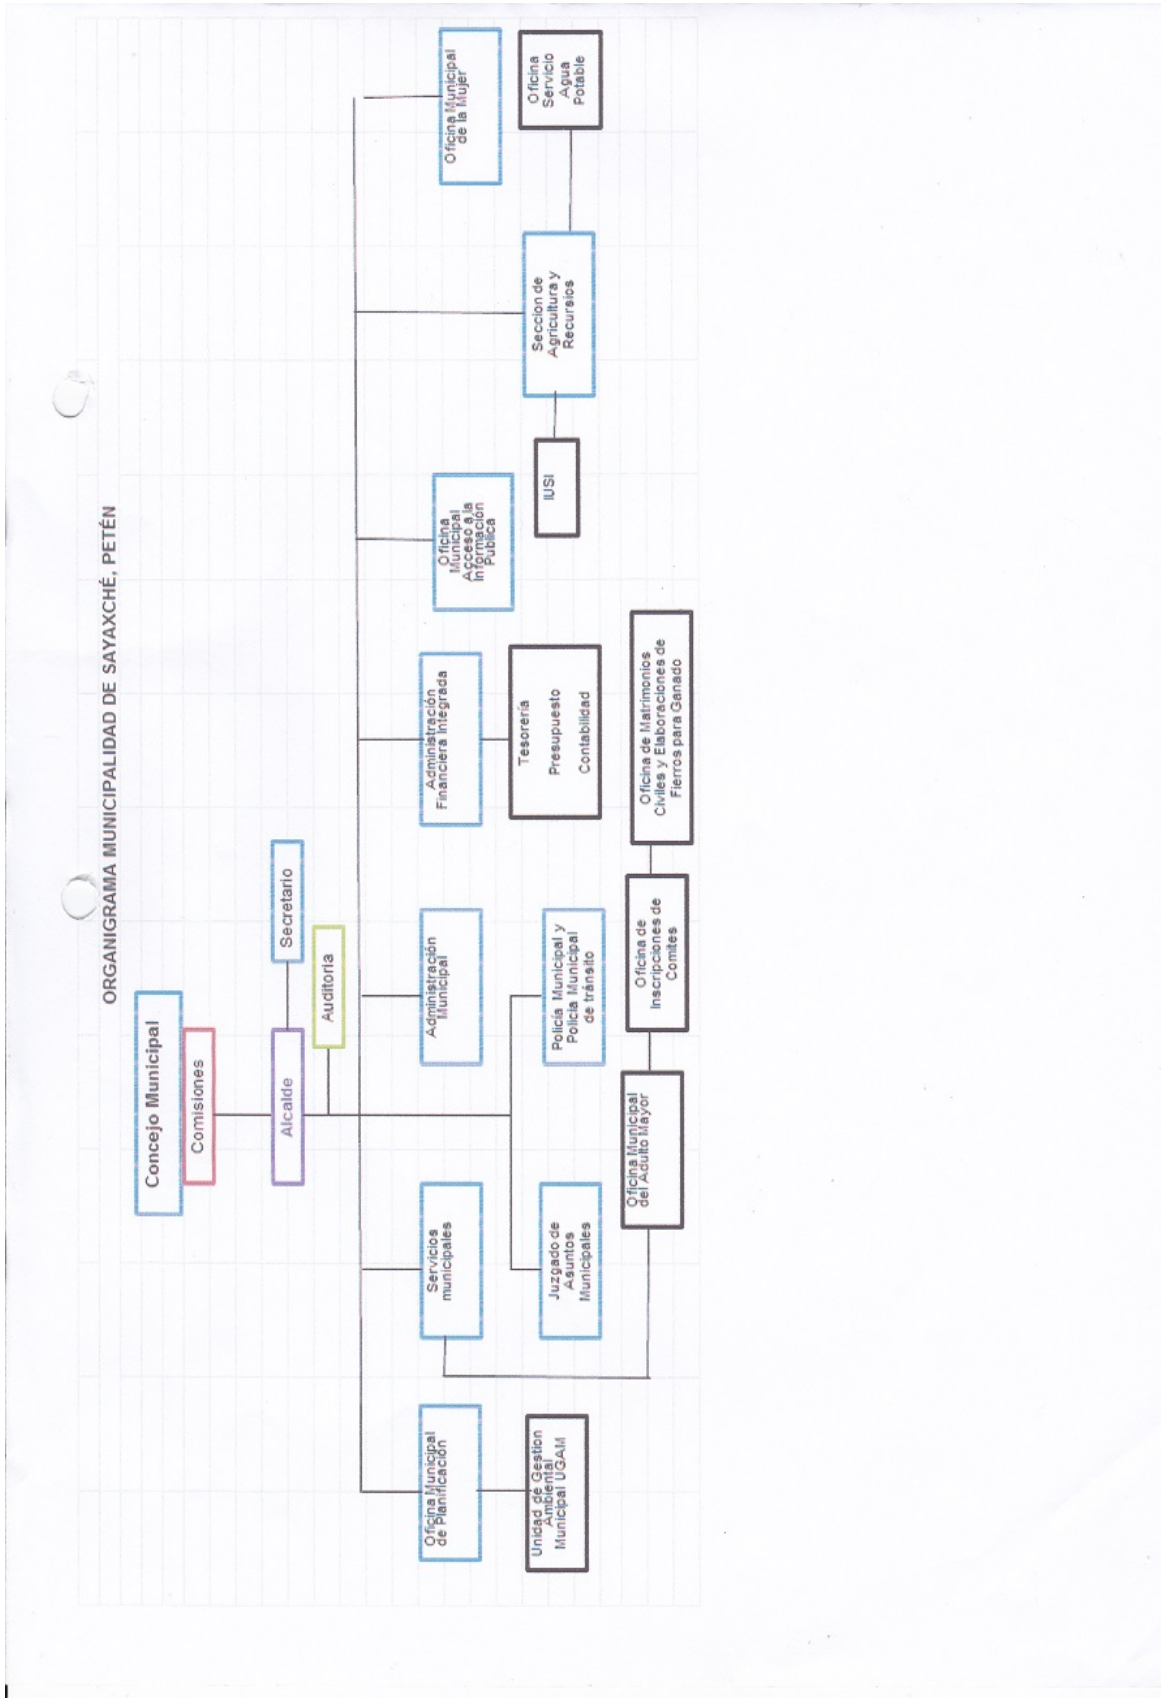 ORGANIGRAMA MUNICIPALIDAD DE SAYAXCHÉ, PETÉN
Concejo Municipal
Comisiones
Alcalde
Secretario
Auditoria
Oficina Municipal
de Planificación
Servicios
municipales
Administración
Municipal
Administración
Financiera Integrada
Oficina
Municipal
Acceso a la
Información
Publica
Seccion de
Agricultura y
Recursios
Oficina Municipal
de la Mujer
Unidad de Gestion
Ambiental
Municipal UGAM
Juzgado de
Asuntos
Municipales
Policía Municipal y
Policia Municipal
de tránsito
Tesorería
Presupuesto
Contabilidad
IUSI
Oficina
Servicio
Agua
Potable
Oficina Municipal
del Adulto Mayor
Oficina de
Inscripciones de
Comites
Oficina de Matrimonios
Civiles y Elaboraciones de
Fierros para Ganado